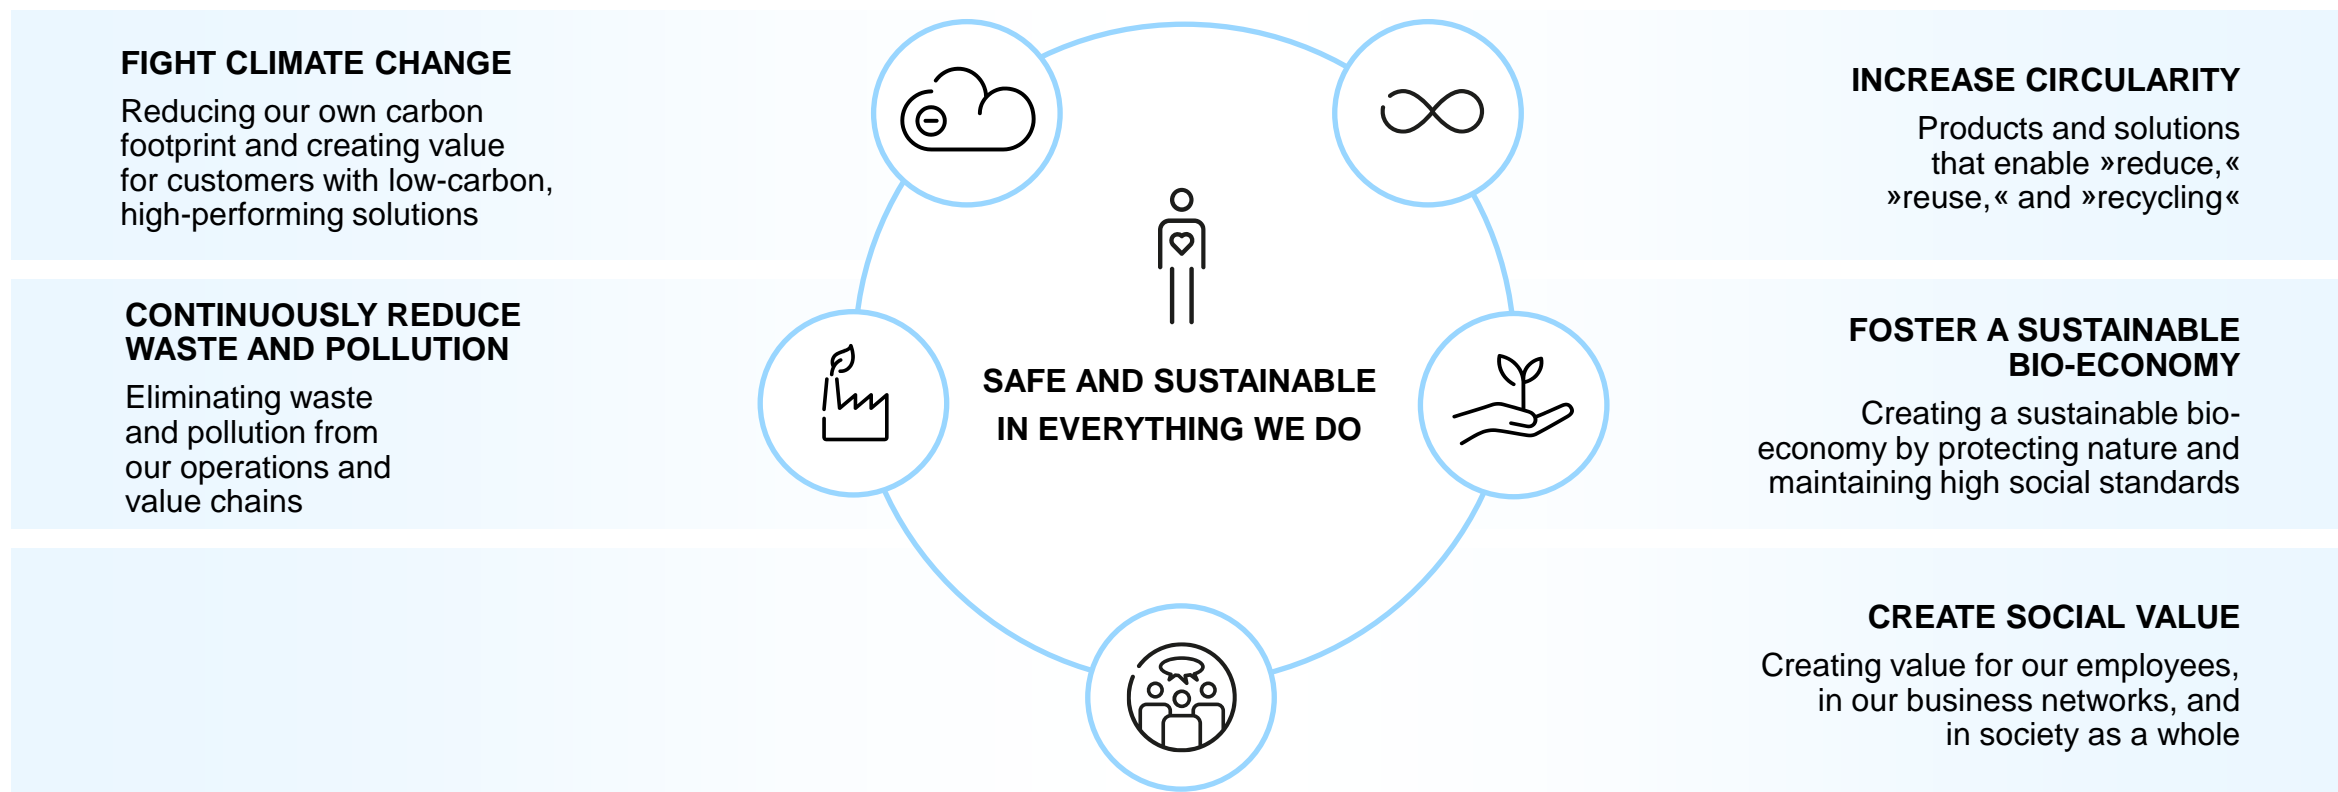 FIGHT CLIMATE CHANGE
Reducing our own carbon
footprint and creating value
for customers with low-carbon,
high-performing solutions
INCREASE CIRCULARITY
Products and solutions
that enable »reduce,«
»reuse,« and »recycling«
CONTINUOUSLY REDUCE
WASTE AND POLLUTION
Eliminating waste
and pollution from
our operations and
value chains
SAFE AND SUSTAINABLE
IN EVERYTHING WE DO
FOSTER A SUSTAINABLE
BIO-ECONOMY
Creating a sustainable bio-
economy by protecting nature and
maintaining high social standards
CREATE SOCIAL VALUE
Creating value for our employees,
in our business networks, and
in society as a whole